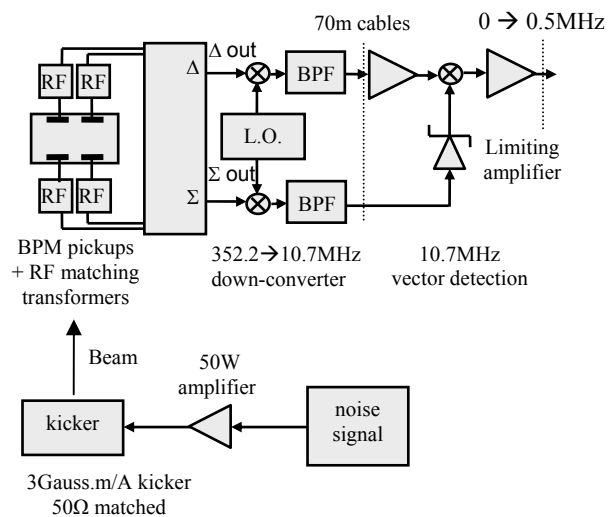 70m cables
0 → 0.5MHz
Δ out
RF
RF
Δ
BPF
L.O.
RF
RF
Σ out
Σ
BPF
Limiting
amplifier
BPM pickups
+ RF matching
transformers
352.2→10.7MHz
down-converter
10.7MHz
vector detection
Beam
50W
amplifier
kicker
noise
signal
3Gauss.m/A kicker
50Ω matched